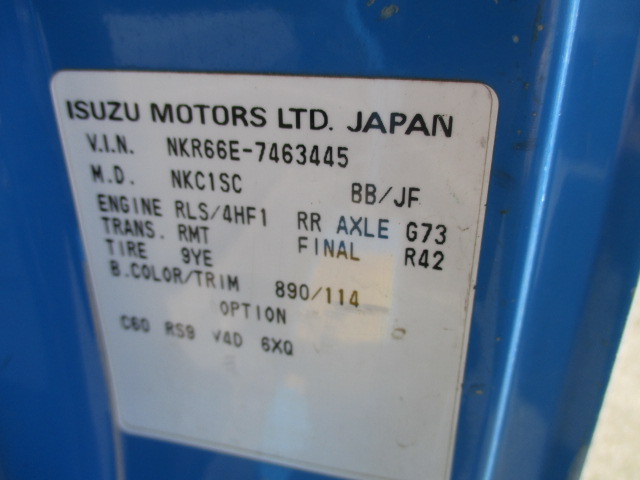 ISUZU MOTORS LTD. JAPAN
V.I.N. NKR66E-7463445
M.D. NKC1SC BB/JF
ENGINE RLS/4HF1 RR AXLE G73
TRANS. RMT FINAL R42
TIRE 9YE
B.COLOR/TRIM 890/114
OPTION
C60 RS9 V4D 6XQ